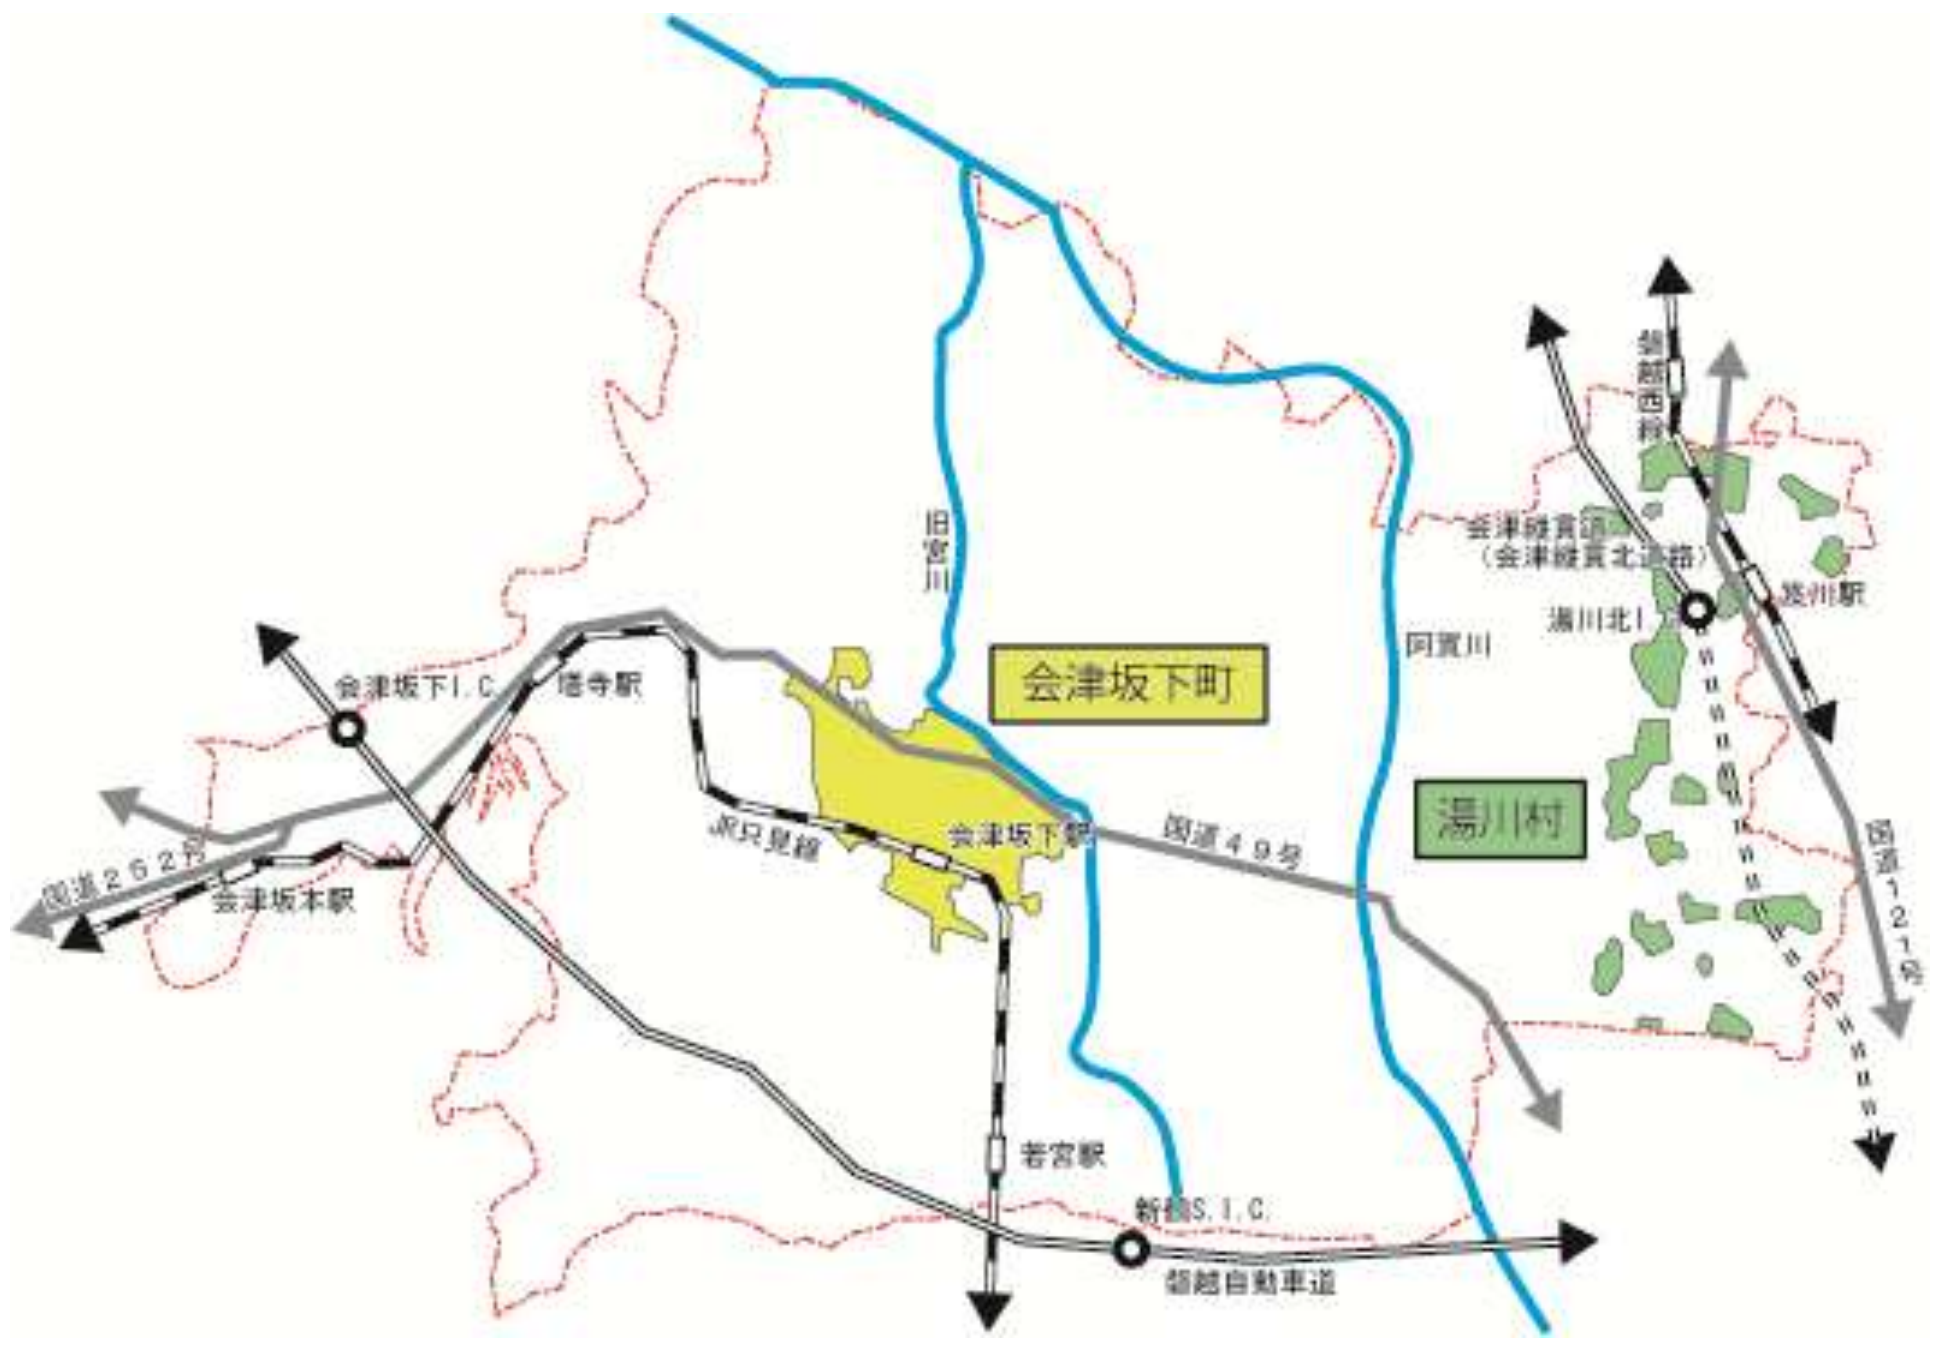 磐越西線
旧宮川
会津縦貫道
（会津縦貫北道路）
湯川北I
笈川駅
阿賀川
会津坂下町
会津坂下I.C.
塔寺駅
湯川村
会津坂下駅
国道49号
JR只見線
国道252号
会津坂本駅
国道121号
若宮駅
新鶴S.I.C.
磐越自動車道